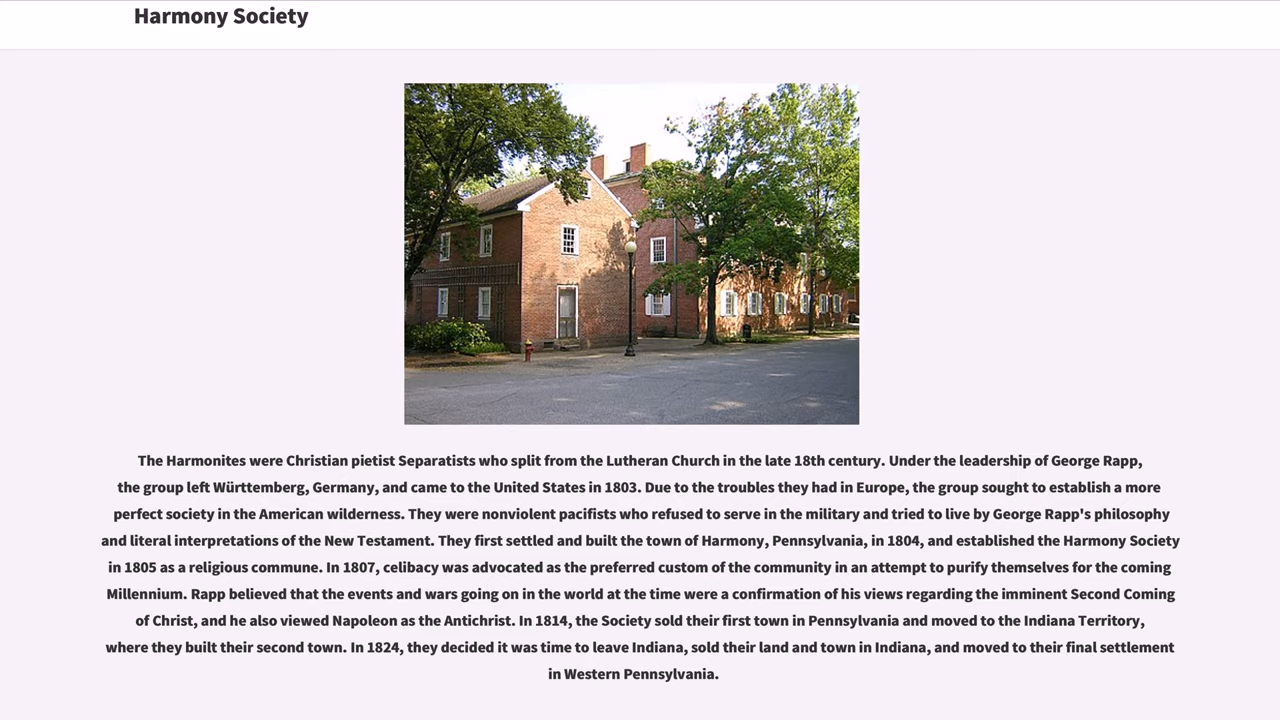 Harmony Society
The Harmonites were Christian pietist Separatists who split from the Lutheran Church in the late 18th century. Under the leadership of George Rapp,
the group left Württemberg, Germany, and came to the United States in 1803. Due to the troubles they had in Europe, the group sought to establish a more
perfect society in the American wilderness. They were nonviolent pacifists who refused to serve in the military and tried to live by George Rapp's philosophy
and literal interpretations of the New Testament. They first settled and built the town of Harmony, Pennsylvania, in 1804, and established the Harmony Society
in 1805 as a religious commune. In 1807, celibacy was advocated as the preferred custom of the community in an attempt to purify themselves for the coming
Millennium. Rapp believed that the events and wars going on in the world at the time were a confirmation of his views regarding the imminent Second Coming
of Christ, and he also viewed Napoleon as the Antichrist. In 1814, the Society sold their first town in Pennsylvania and moved to the Indiana Territory,
where they built their second town. In 1824, they decided it was time to leave Indiana, sold their land and town in Indiana, and moved to their final settlement
in Western Pennsylvania.